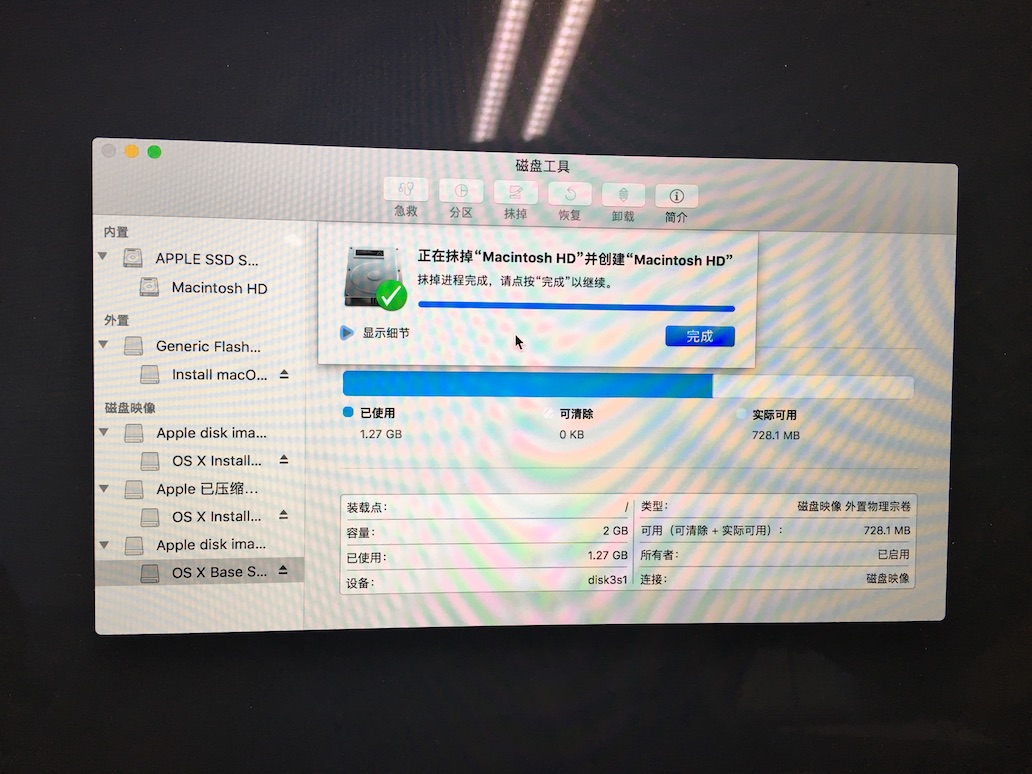 磁盘工具
急救 分区 抹掉 恢复 卸载 简介
内置
APPLE SSD S...
Macintosh HD
外置
Generic Flash...
Install macO...
磁盘映像
Apple disk ima...
OS X Install...
Apple 已压缩...
OS X Install...
Apple disk ima...
OS X Base S...
正在抹掉“Macintosh HD”并创建“Macintosh HD”
抹掉进程完成，请点按“完成”以继续。
显示细节
完成
已使用 可清除 实际可用
1.27 GB 0 KB 728.1 MB
装载点： / 类型： 磁盘映像 外置物理宗卷
容量： 2 GB 可用（可清除 + 实际可用）： 728.1 MB
已使用： 1.27 GB 所有者： 已启用
设备： disk3s1 连接： 磁盘映像